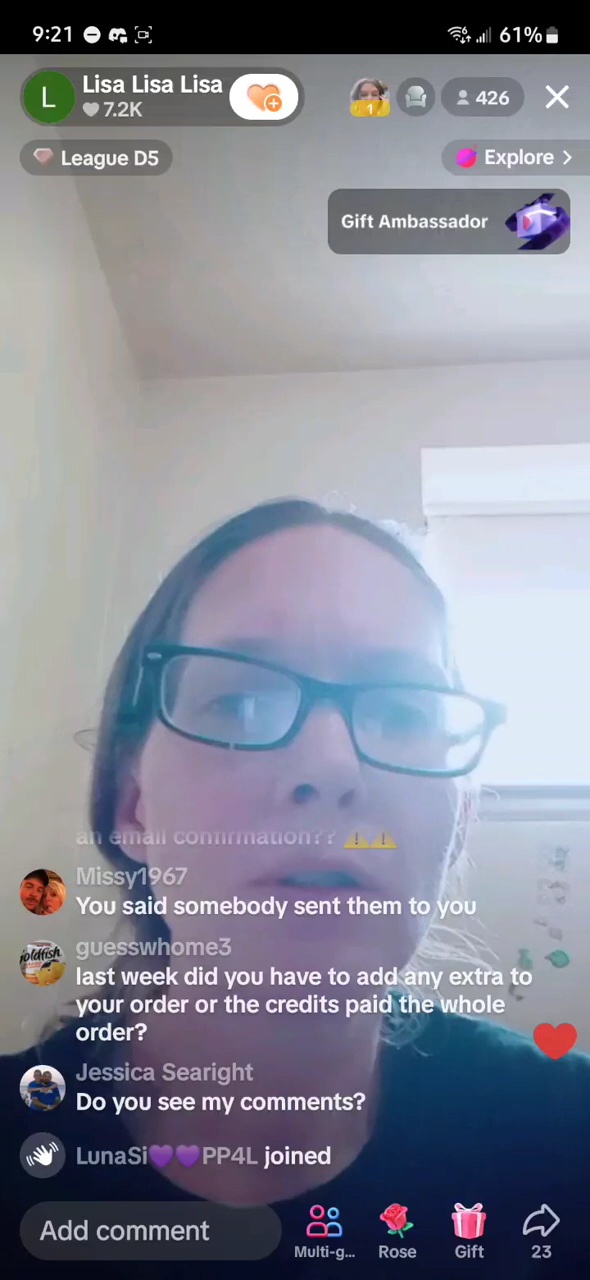 9:21
61%
L
Lisa Lisa Lisa
7.2K
1
426
League D5
Explore >
Gift Ambassador
an email confirmation?? ⚠️⚠️
Missy1967
You said somebody sent them to you
guesswhome3
last week did you have to add any extra to
your order or the credits paid the whole
order?
Jessica Searight
Do you see my comments?
LunaSi💜💜PP4L joined
Add comment
Multi-g...
Rose
Gift
23